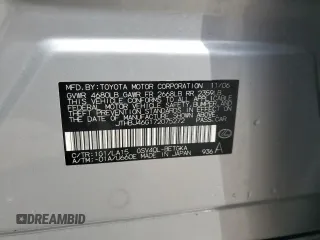 MFD.BY:TOYOTA MOTOR CORPORATION 11/06
GVWR 4680LB GAWR FR 2668LB RR 2359LB
THIS VEHICLE CONFORMS TO ALL APPLICABLE
FEDERAL MOTOR VEHICLE SAFETY, BUMPER, AND
THEFT PREVENTION STANDARDS IN EFFECT ON
THE DATE OF MANUFACTURE SHOWN ABOVE.
PASS.CAR
C/TR:1G1/LA15 GSV40L-BETGKA
A/TM:-01A/U660E MADE IN JAPAN 936 A